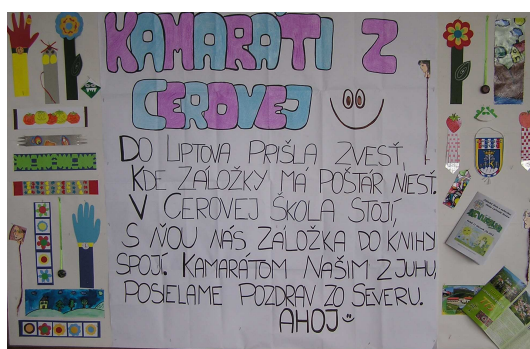 KAMARÁTI Z
CEROVEJ
DO LIPTOVA PRIŠLA ZVESŤ,
KDE ZÁLOŽKY MÁ POŠTÁR NIESŤ.
V CEROVEJ ŠKOLA STOJÍ,
S ŇOU NÁS ZÁLOŽKA DO KNIHY
SPOJÍ. KAMARÁTOM NAŠIM Z JUHU,
POSIELAME POZDRAV ZO SEVERU.
AHOJ